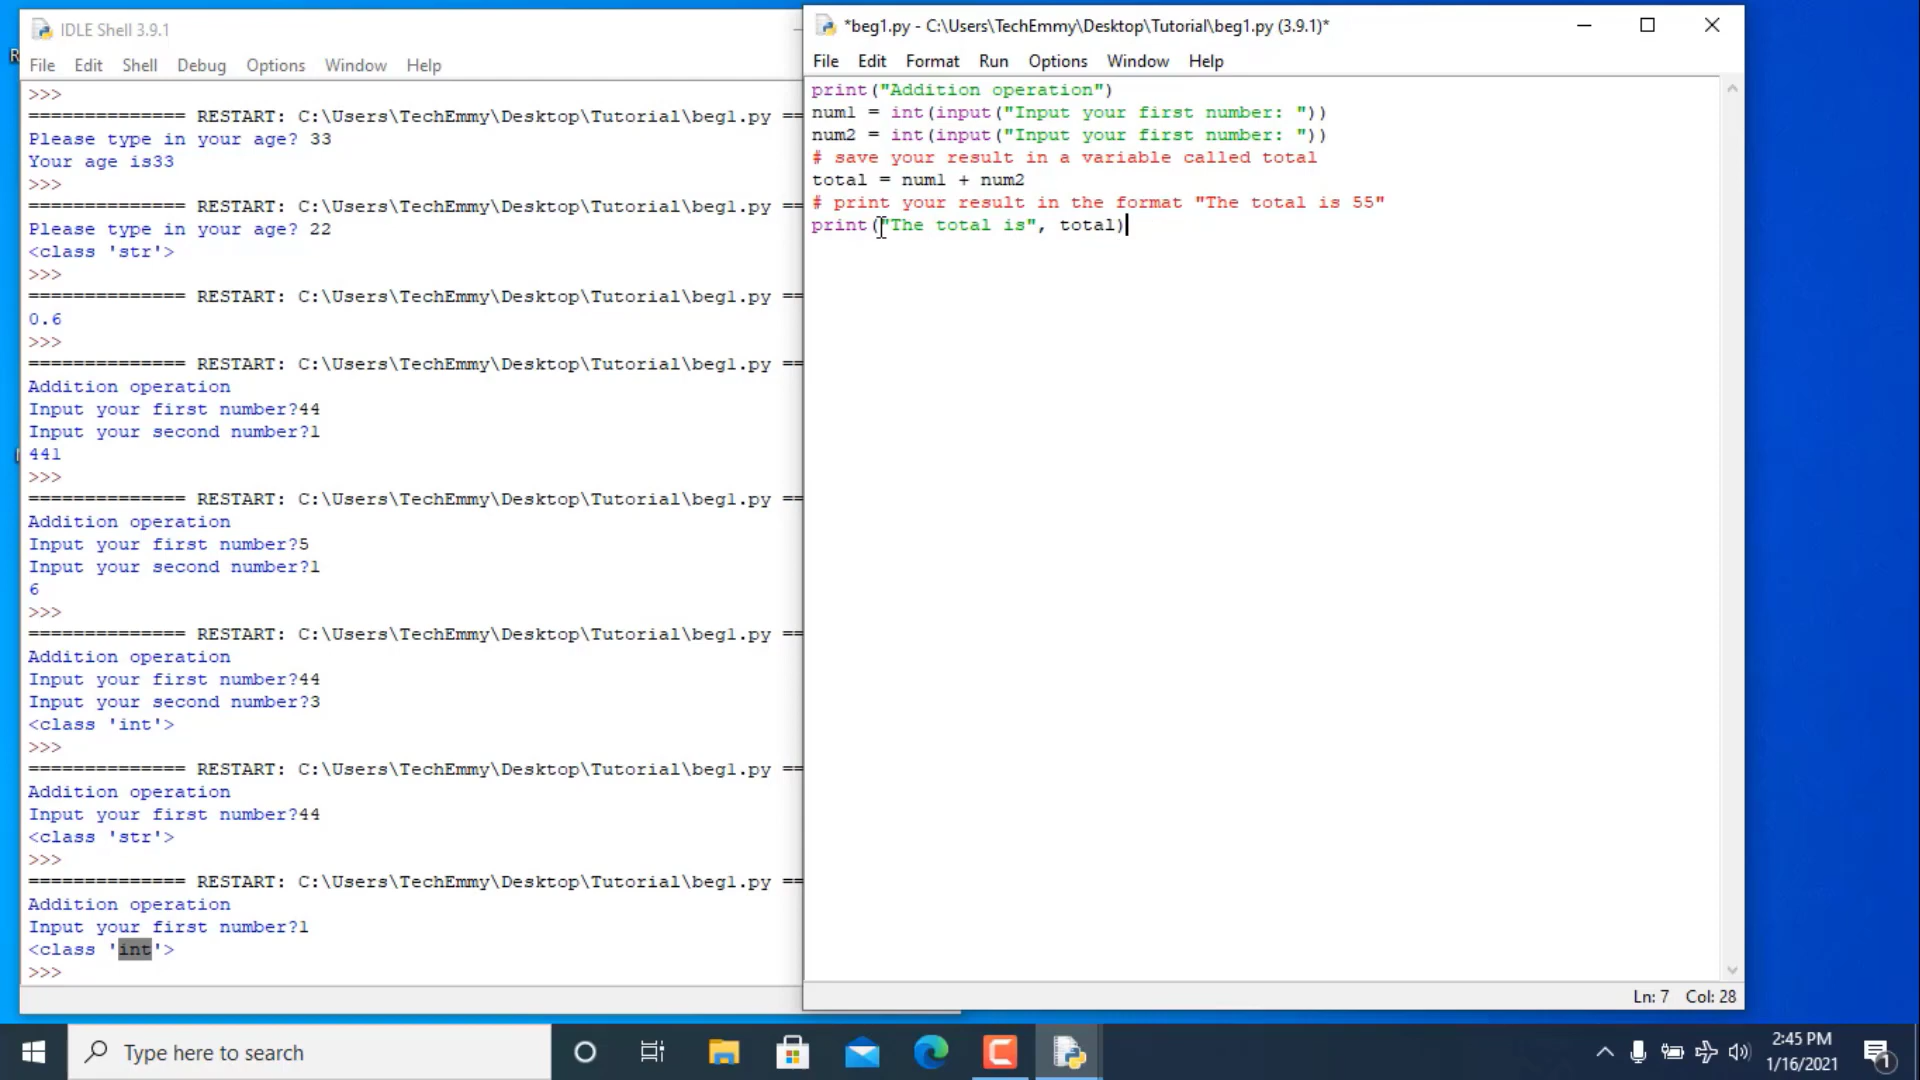 IDLE Shell 3.9.1
File Edit Shell Debug Options Window Help
>>>
============== RESTART: C:\Users\TechEmmy\Desktop\Tutorial\beg1.py ==
Please type in your age? 33
Your age is33
>>>
============== RESTART: C:\Users\TechEmmy\Desktop\Tutorial\beg1.py ==
Please type in your age? 22
<class 'str'>
>>>
============== RESTART: C:\Users\TechEmmy\Desktop\Tutorial\beg1.py ==
0.6
>>>
============== RESTART: C:\Users\TechEmmy\Desktop\Tutorial\beg1.py ==
Addition operation
Input your first number?44
Input your second number?1
441
>>>
============== RESTART: C:\Users\TechEmmy\Desktop\Tutorial\beg1.py ==
Addition operation
Input your first number?5
Input your second number?1
6
>>>
============== RESTART: C:\Users\TechEmmy\Desktop\Tutorial\beg1.py ==
Addition operation
Input your first number?44
Input your second number?3
<class 'int'>
>>>
============== RESTART: C:\Users\TechEmmy\Desktop\Tutorial\beg1.py ==
Addition operation
Input your first number?44
<class 'str'>
>>>
============== RESTART: C:\Users\TechEmmy\Desktop\Tutorial\beg1.py ==
Addition operation
Input your first number?1
<class 'int'>
>>>
*beg1.py - C:\Users\TechEmmy\Desktop\Tutorial\beg1.py (3.9.1)*
File Edit Format Run Options Window Help
print("Addition operation")
num1 = int(input("Input your first number: "))
num2 = int(input("Input your first number: "))
# save your result in a variable called total
total = num1 + num2
# print your result in the format "The total is 55"
print("The total is", total)
Ln: 7 Col: 28
Type here to search
2:45 PM
1/16/2021
1